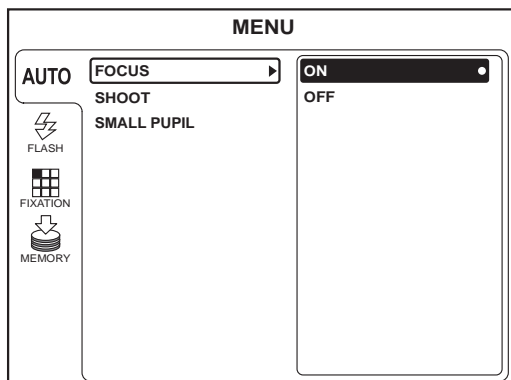 MENU
AUTO
FLASH
FIXATION
MEMORY
FOCUS
SHOOT
SMALL PUPIL
ON
OFF